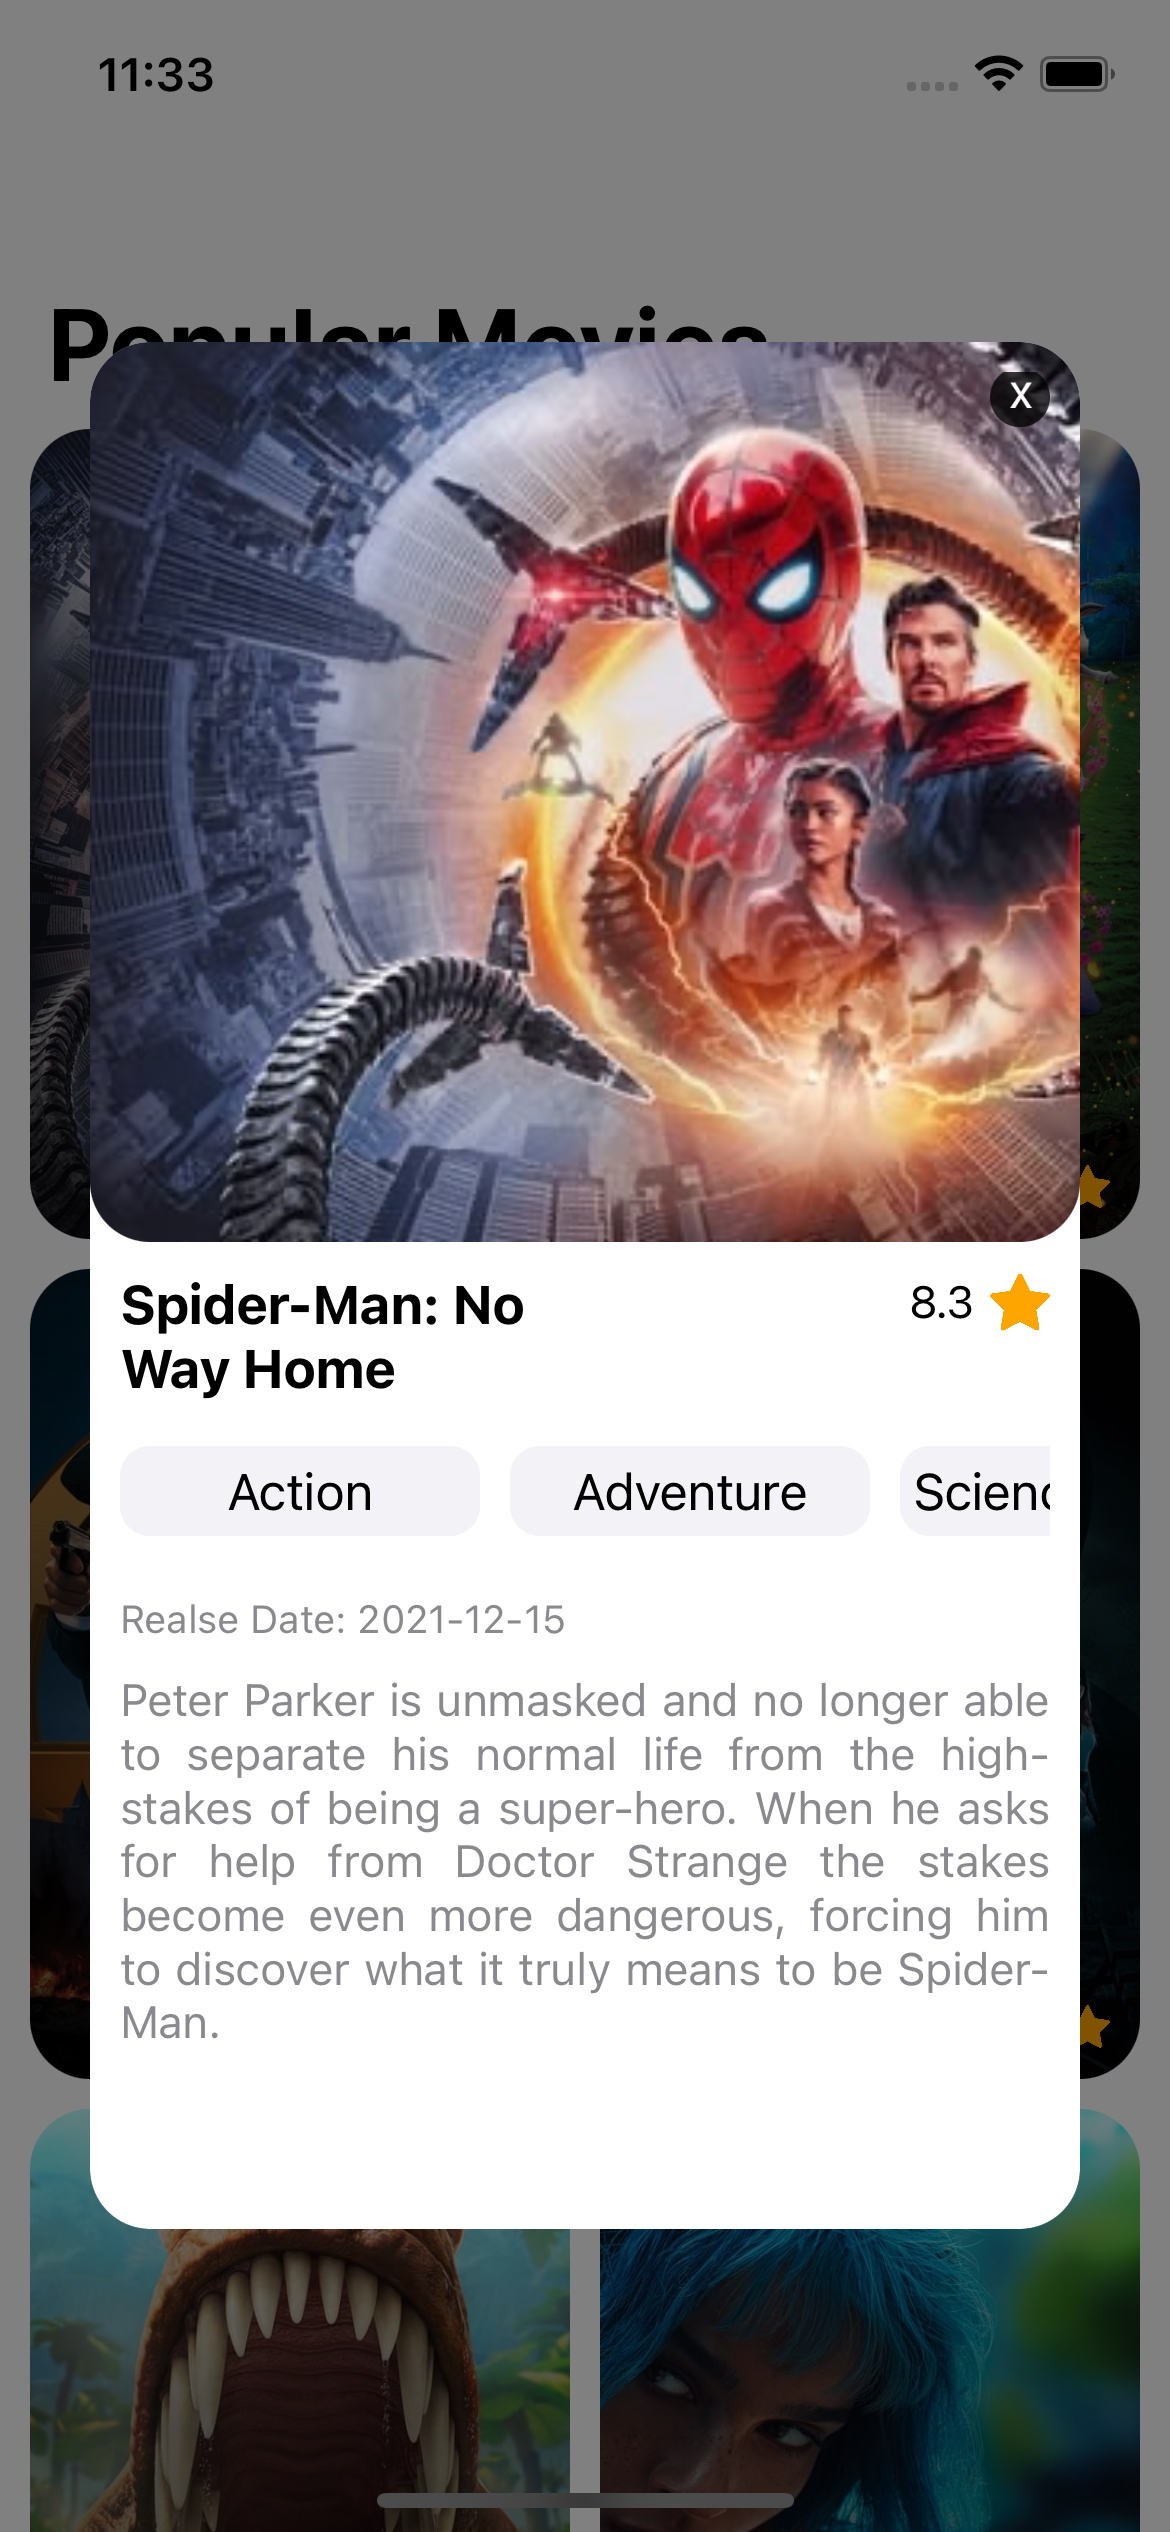 11:33
Popular Movies
X
Spider-Man: No
Way Home
8.3
Action
Adventure
Scienc
Realse Date: 2021-12-15
Peter Parker is unmasked and no longer able
to separate his normal life from the high-
stakes of being a super-hero. When he asks
for help from Doctor Strange the stakes
become even more dangerous, forcing him
to discover what it truly means to be Spider-
Man.